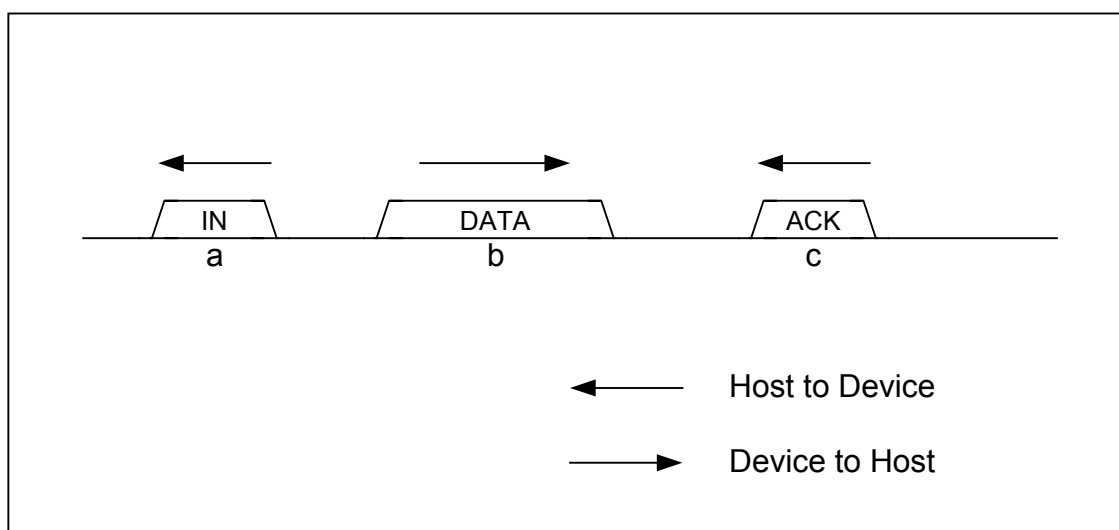 IN DATA ACK
a b c
Host to Device
Device to Host